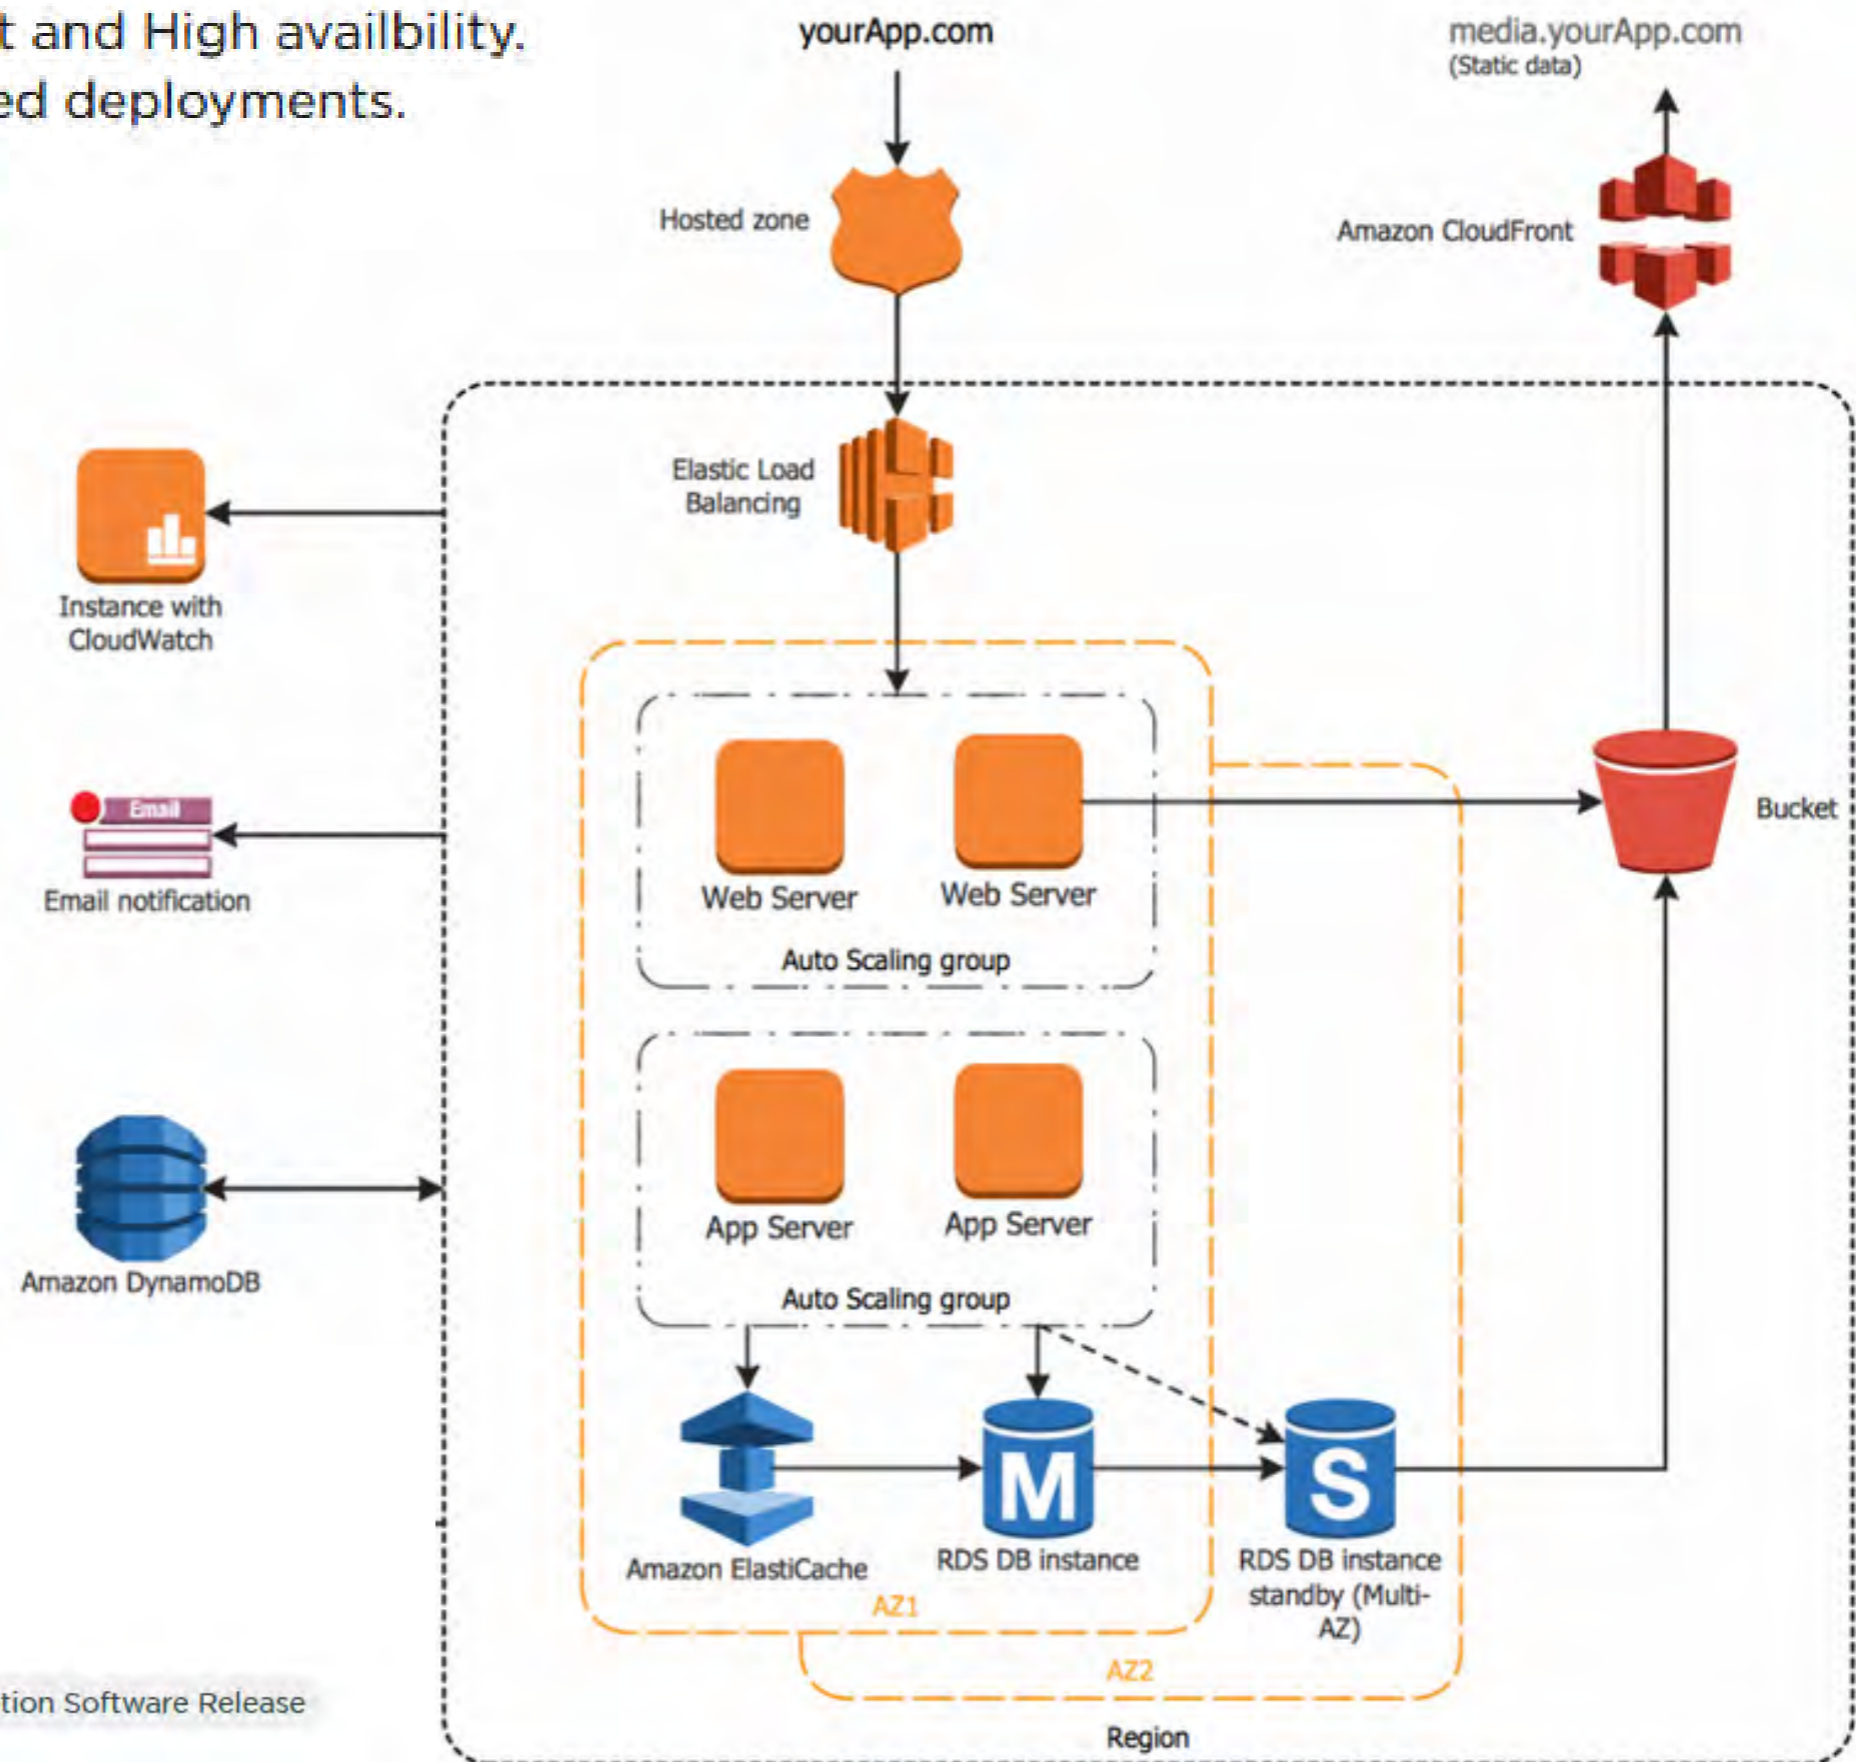 t and High availbility.
ed deployments.
yourApp.com
media.yourApp.com
(Static data)
Hosted zone
Amazon CloudFront
Elastic Load
Balancing
Instance with
CloudWatch
Email
Email notification
Web Server
Web Server
Auto Scaling group
Bucket
App Server
App Server
Auto Scaling group
Amazon DynamoDB
M
S
Amazon ElastiCache
RDS DB instance
RDS DB instance
standby (Multi-
AZ)
AZ1
AZ2
tion Software Release
Region